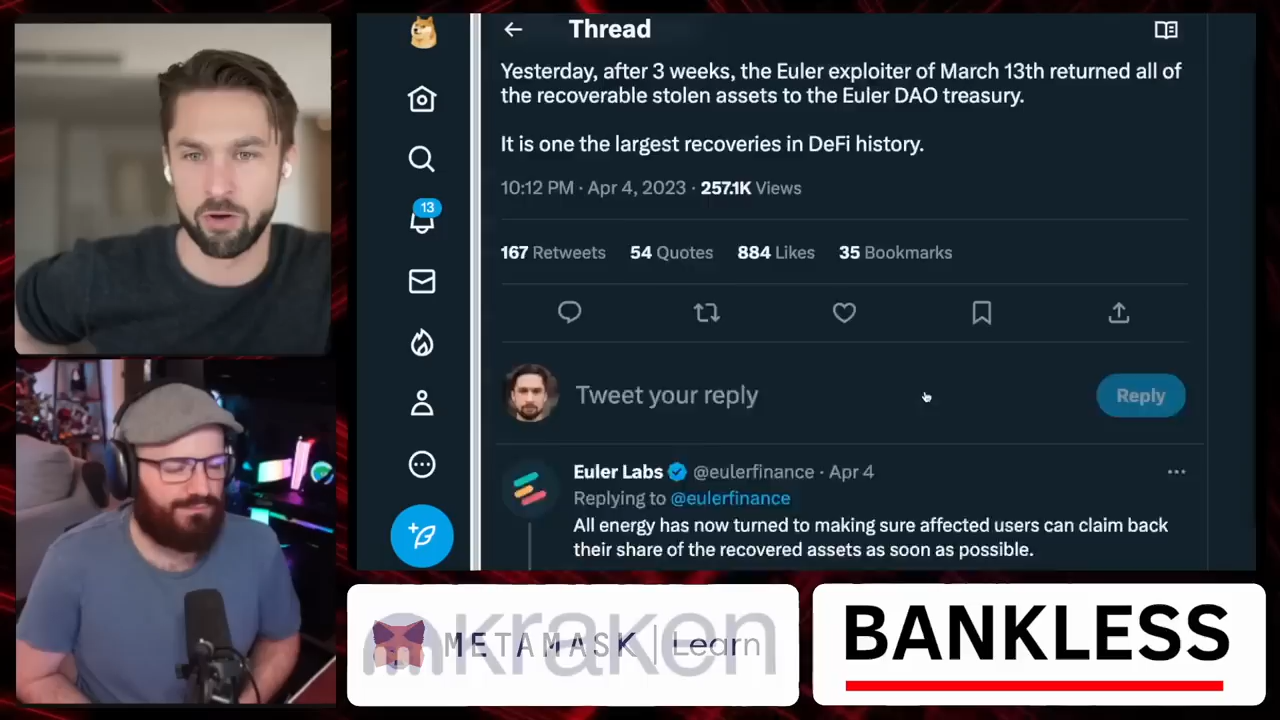 Thread
Yesterday, after 3 weeks, the Euler exploiter of March 13th returned all of
the recoverable stolen assets to the Euler DAO treasury.
It is one the largest recoveries in DeFi history.
10:12 PM · Apr 4, 2023 · 257.1K Views
13
167 Retweets 54 Quotes 884 Likes 35 Bookmarks
Tweet your reply
Reply
Euler Labs @eulerfinance · Apr 4
Replying to @eulerfinance
All energy has now turned to making sure affected users can claim back
their share of the recovered assets as soon as possible.
kraken
METAMASK | Learn
BANKLESS